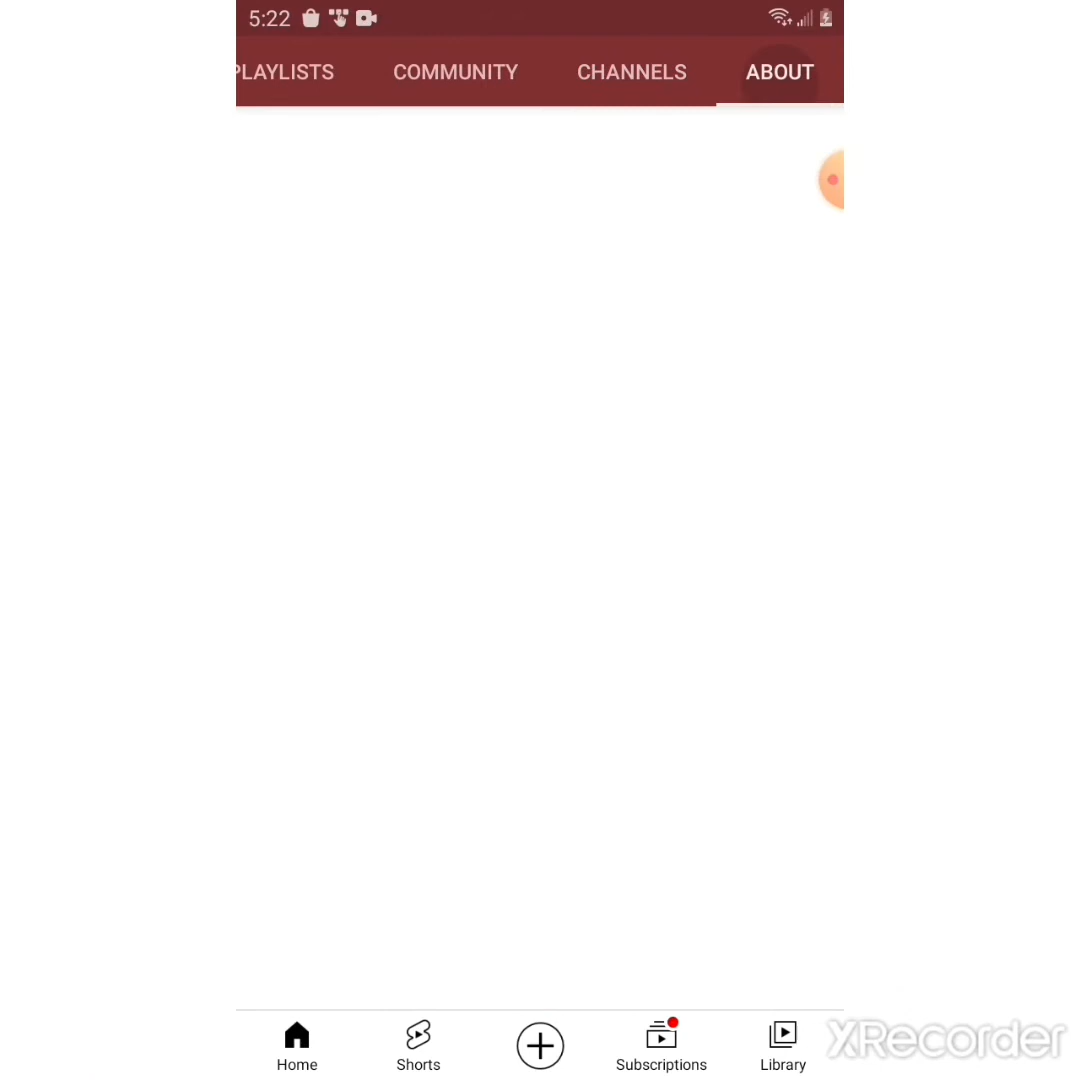 5:22
PLAYLISTS COMMUNITY CHANNELS ABOUT
Home Shorts Subscriptions Library
XRecorder